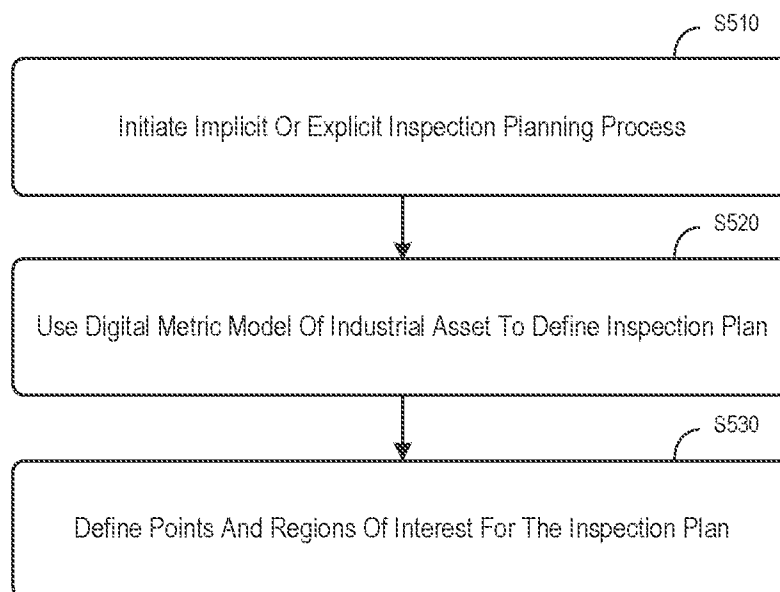 S510
Initiate Implicit Or Explicit Inspection Planning Process
S520
Use Digital Metric Model Of Industrial Asset To Define Inspection Plan
S530
Define Points And Regions Of Interest For The Inspection Plan